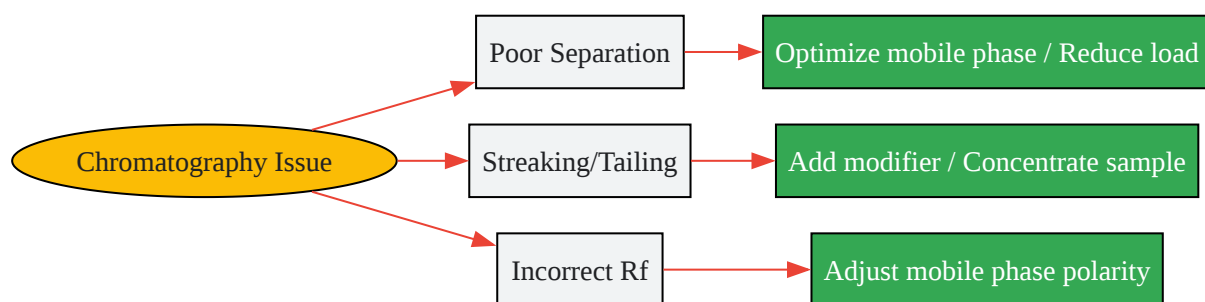 Poor Separation
Optimize mobile phase / Reduce load
Chromatography Issue
Streaking/Tailing
Add modifier / Concentrate sample
Incorrect Rf
Adjust mobile phase polarity